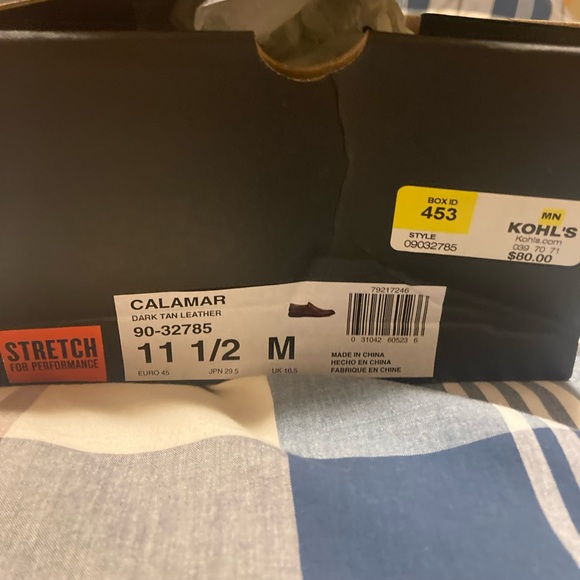 BOX ID
453
STYLE
09032785
MN
KOHL'S
Kohls.com
039 70 71
$80.00
STRETCH
FOR PERFORMANCE
CALAMAR
DARK TAN LEATHER
90-32785
11 1/2 M
EURO 45 JPN 29.5 UK 10.5
79217246
0 31042 60523 6
MADE IN CHINA
HECHO EN CHINA
FABRIQUE EN CHINE